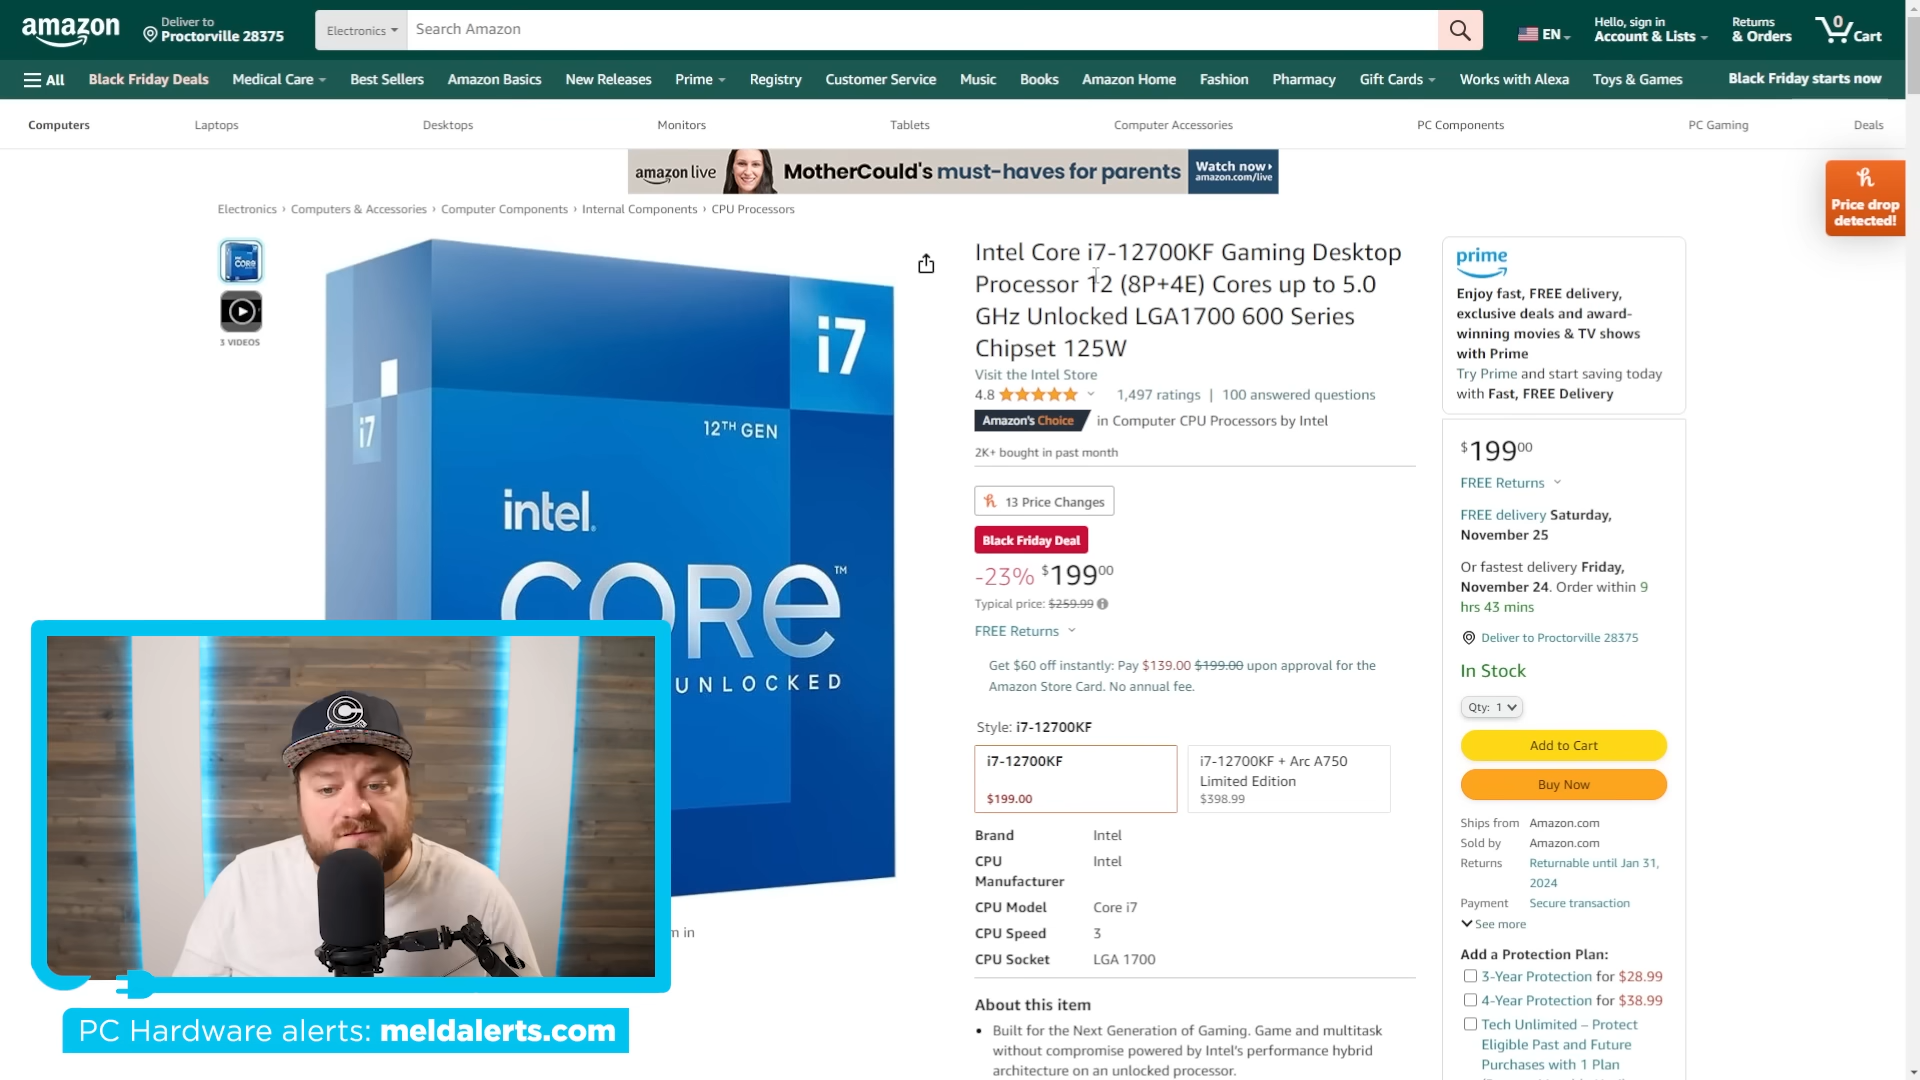 amazon
Deliver to
Proctorville 28375
Electronics
Search Amazon
EN
Hello, sign in
Account & Lists
Returns
& Orders
0
Cart
All
Black Friday Deals
Medical Care
Best Sellers
Amazon Basics
New Releases
Prime
Registry
Customer Service
Music
Books
Amazon Home
Fashion
Pharmacy
Gift Cards
Works with Alexa
Toys & Games
Black Friday starts now
Computers
Laptops
Desktops
Monitors
Tablets
Computer Accessories
PC Components
PC Gaming
Deals
amazon live
MotherCould's must-haves for parents
Watch now
amazon.com/live
h
Price drop
detected!
Electronics › Computers & Accessories › Computer Components › Internal Components › CPU Processors
3 VIDEOS
i7
i7
12TH GEN
intel.
CORE™
UNLOCKED
m in
Intel Core i7-12700KF Gaming Desktop
Processor 12 (8P+4E) Cores up to 5.0
GHz Unlocked LGA1700 600 Series
Chipset 125W
Visit the Intel Store
4.8
1,497 ratings | 100 answered questions
Amazon's Choice in Computer CPU Processors by Intel
2K+ bought in past month
h 13 Price Changes
Black Friday Deal
-23% $19900
Typical price: $259.99
FREE Returns
Get $60 off instantly: Pay $139.00 $199.00 upon approval for the
Amazon Store Card. No annual fee.
Style: i7-12700KF
i7-12700KF
$199.00
i7-12700KF + Arc A750
Limited Edition
$398.99
Brand Intel
CPU Intel
Manufacturer
CPU Model Core i7
CPU Speed 3
CPU Socket LGA 1700
About this item
• Built for the Next Generation of Gaming. Game and multitask
without compromise powered by Intel's performance hybrid
architecture on an unlocked processor.
prime
Enjoy fast, FREE delivery,
exclusive deals and award-
winning movies & TV shows
with Prime
Try Prime and start saving today
with Fast, FREE Delivery
$19900
FREE Returns
FREE delivery Saturday,
November 25
Or fastest delivery Friday,
November 24. Order within 9
hrs 43 mins
Deliver to Proctorville 28375
In Stock
Qty: 1
Add to Cart
Buy Now
Ships from Amazon.com
Sold by Amazon.com
Returns Returnable until Jan 31,
2024
Payment Secure transaction
See more
Add a Protection Plan:
3-Year Protection for $28.99
4-Year Protection for $38.99
Tech Unlimited – Protect
Eligible Past and Future
Purchases with 1 Plan
PC Hardware alerts: meldalerts.com